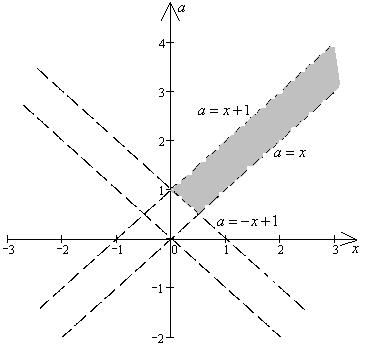 a
4
3
a = x+1
2
a = x
1
a = −x+1
−3 −2 −1 0 1 2 3 x
−1
−2